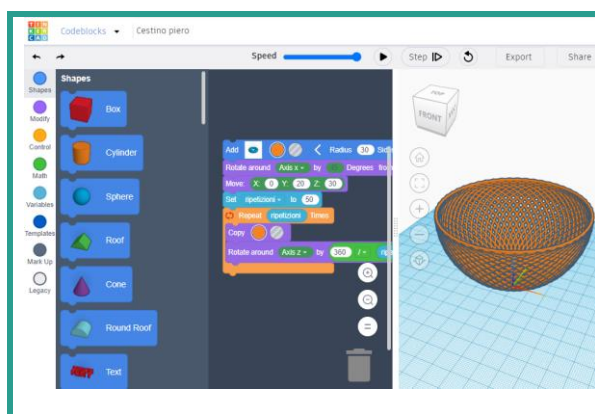 TIN
KER
CAD
Codeblocks
Cestino piero
Speed
Step
Export
Share
Shapes
Modify
Control
Math
Variables
Templates
Mark Up
Legacy
Shapes
Box
Cylinder
Sphere
Roof
Cone
Round Roof
Text
Add Radius 30
Rotate around Axis x by Degrees
Move: X: 0 Y: 20 Z: 30
Set ripetizioni to 50
Repeat ripetizioni Times
Copy
Rotate around Axis z by 360 /
TOP
FRONT